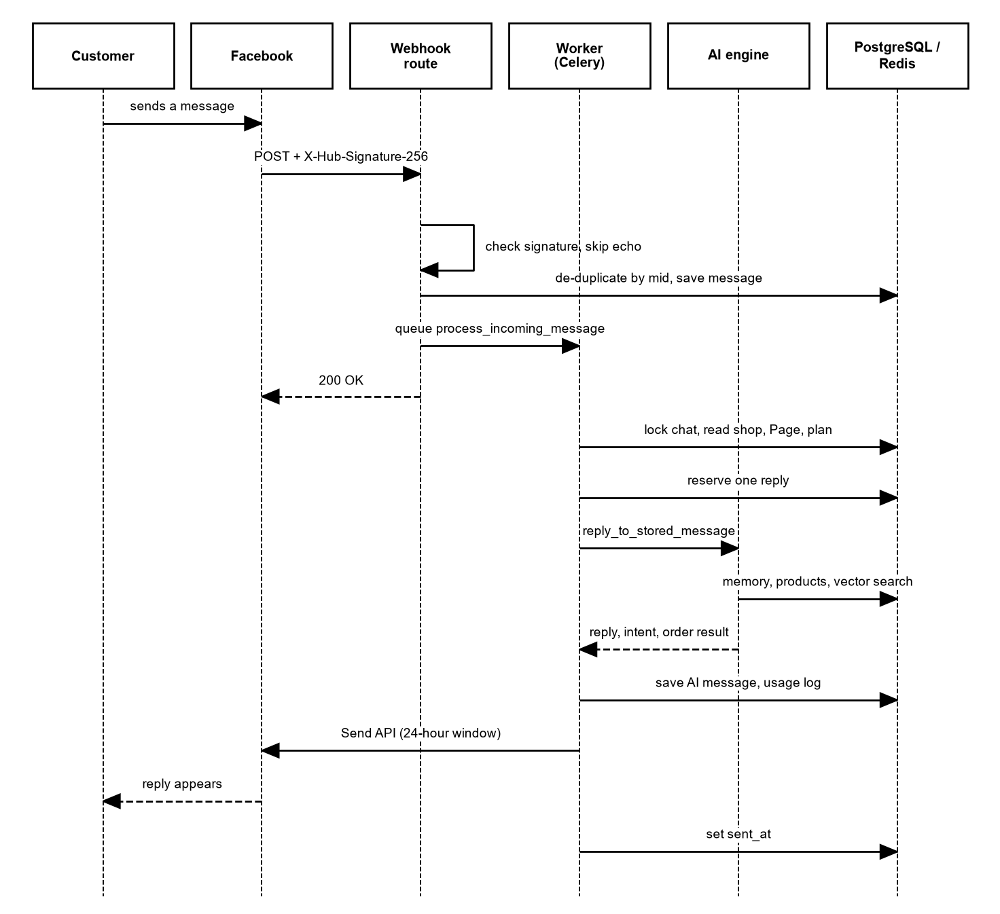 Customer
Facebook
Webhook
route
Worker
(Celery)
AI engine
PostgreSQL /
Redis
sends a message
POST + X-Hub-Signature-256
check signature, skip echo
de-duplicate by mid, save message
queue process_incoming_message
200 OK
lock chat, read shop, Page, plan
reserve one reply
reply_to_stored_message
memory, products, vector search
reply, intent, order result
save AI message, usage log
Send API (24-hour window)
reply appears
set sent_at